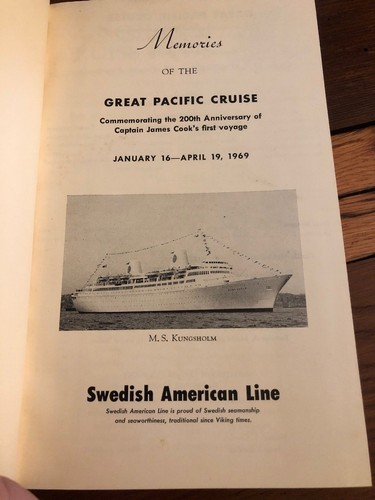 Memories
OF THE
GREAT PACIFIC CRUISE
Commemorating the 200th Anniversary of
Captain James Cook's first voyage
JANUARY 16—APRIL 19, 1969
M. S. KUNGSHOLM
Swedish American Line
Swedish American Line is proud of Swedish seamanship
and seaworthiness, traditional since Viking times.